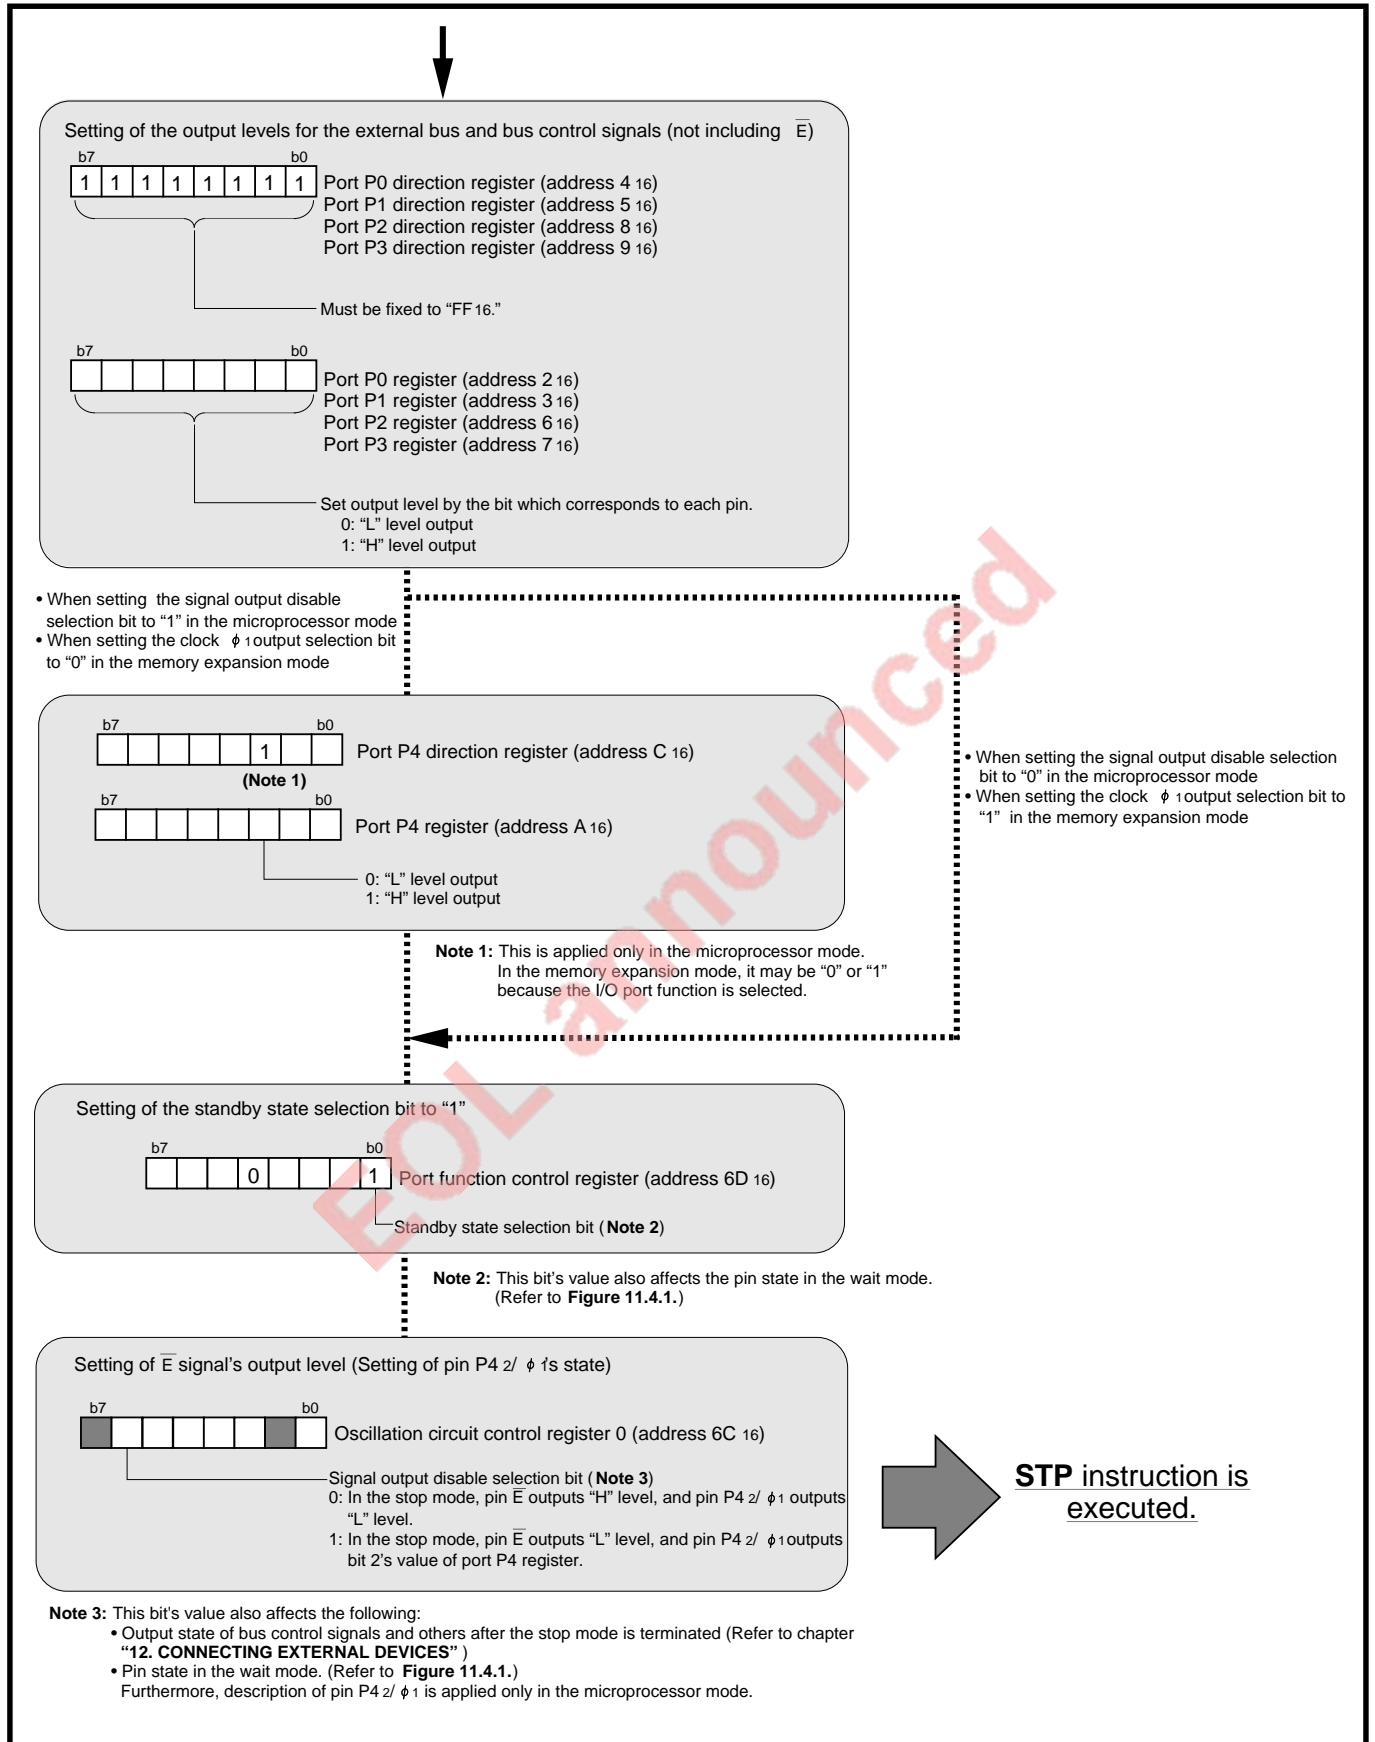 Setting of the output levels for the external bus and bus control signals (not including E̅)
b7 b0
1 1 1 1 1 1 1 1 Port P0 direction register (address 4 16)
Port P1 direction register (address 5 16)
Port P2 direction register (address 8 16)
Port P3 direction register (address 9 16)
Must be fixed to “FF16.”
b7 b0
Port P0 register (address 2 16)
Port P1 register (address 3 16)
Port P2 register (address 6 16)
Port P3 register (address 7 16)
Set output level by the bit which corresponds to each pin.
0: “L” level output
1: “H” level output
• When setting the signal output disable
selection bit to “1” in the microprocessor mode
• When setting the clock ϕ 1 output selection bit
to “0” in the memory expansion mode
b7 b0
1 Port P4 direction register (address C 16)
(Note 1)
b7 b0
Port P4 register (address A 16)
0: “L” level output
1: “H” level output
• When setting the signal output disable selection
bit to “0” in the microprocessor mode
• When setting the clock ϕ 1 output selection bit to
“1” in the memory expansion mode
Note 1: This is applied only in the microprocessor mode.
In the memory expansion mode, it may be “0” or “1”
because the I/O port function is selected.
Setting of the standby state selection bit to “1”
b7 b0
0 1 Port function control register (address 6D 16)
Standby state selection bit (Note 2)
Note 2: This bit’s value also affects the pin state in the wait mode.
(Refer to Figure 11.4.1.)
Setting of E̅ signal’s output level (Setting of pin P4 2/ ϕ 1’s state)
b7 b0
Oscillation circuit control register 0 (address 6C 16)
Signal output disable selection bit (Note 3)
0: In the stop mode, pin E̅ outputs “H” level, and pin P4 2/ ϕ 1 outputs
“L” level.
1: In the stop mode, pin E̅ outputs “L” level, and pin P4 2/ ϕ 1 outputs
bit 2’s value of port P4 register.
STP instruction is
executed.
Note 3: This bit’s value also affects the following:
• Output state of bus control signals and others after the stop mode is terminated (Refer to chapter
“12. CONNECTING EXTERNAL DEVICES” )
• Pin state in the wait mode. (Refer to Figure 11.4.1.)
Furthermore, description of pin P4 2/ ϕ 1 is applied only in the microprocessor mode.
EOL announced